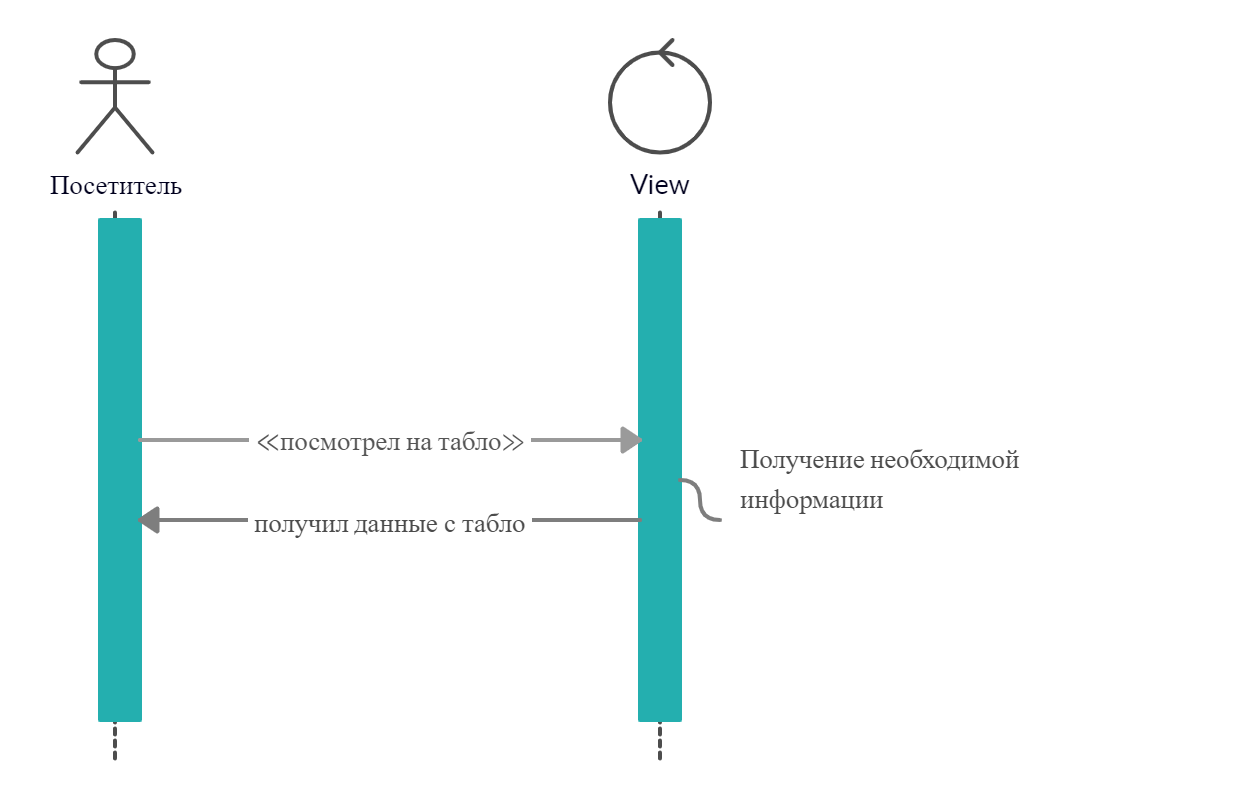 Посетитель
View
≪посмотрел на табло≫
Получение необходимой
информации
получил данные с табло